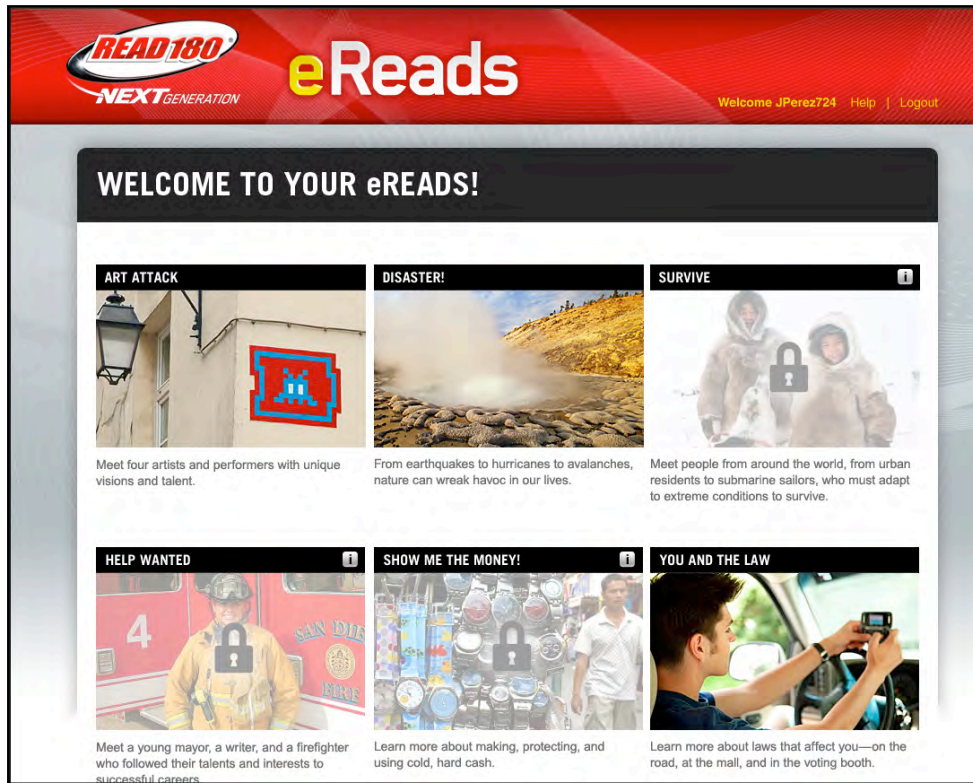 READ 180
NEXT GENERATION
eReads
Welcome JPerez724 Help | Logout
WELCOME TO YOUR eREADS!
ART ATTACK
DISASTER!
SURVIVE
i
Meet four artists and performers with unique
visions and talent.
From earthquakes to hurricanes to avalanches,
nature can wreak havoc in our lives.
Meet people from around the world, from urban
residents to submarine sailors, who must adapt
to extreme conditions to survive.
HELP WANTED
i
SHOW ME THE MONEY!
i
YOU AND THE LAW
4
SAN DIE
FIRE
Meet a young mayor, a writer, and a firefighter
who followed their talents and interests to
successful careers.
Learn more about making, protecting, and
using cold, hard cash.
Learn more about laws that affect you—on the
road, at the mall, and in the voting booth.